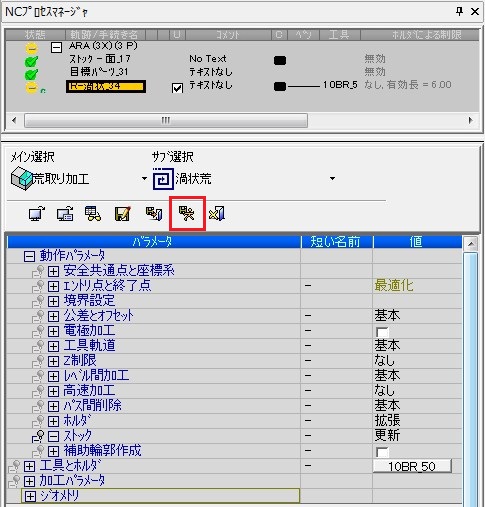 NCプロセスマネージャ
状態 軌跡/手続き名 U コメント O ペン 工具 ホルダによる制限
ARA (3X) (3 P)
ストック - 面_17 No Text 無効
目標パーツ_31 テキストなし 無効
R-渦状_34 テキストなし 10BR_5 なし, 有効長 = 6.00
メイン選択 サブ選択
荒取り加工 渦状荒
パラメータ 短い名前 値
動作パラメータ
安全共通点と座標系
エントリ点と終了点 - 最適化
境界設定
公差とオフセット - 基本
電極加工 -
工具軌道 - 基本
Z制限 - なし
レベル間加工 - 基本
高速加工 - なし
パス間削除 - 基本
ホルダ - 拡張
ストック - 更新
補助輪郭作成 -
工具とホルダ - 10BR_50
加工パラメータ
ジオメトリ